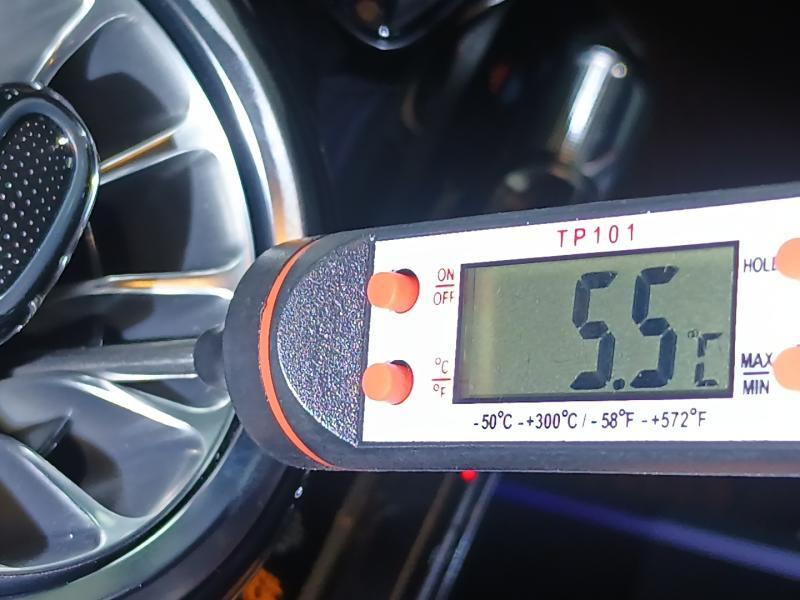 TP101
ON
OFF
°C
°F
5.5°C
HOLD
MAX
MIN
-50°C -+300°C / -58°F -+572°F